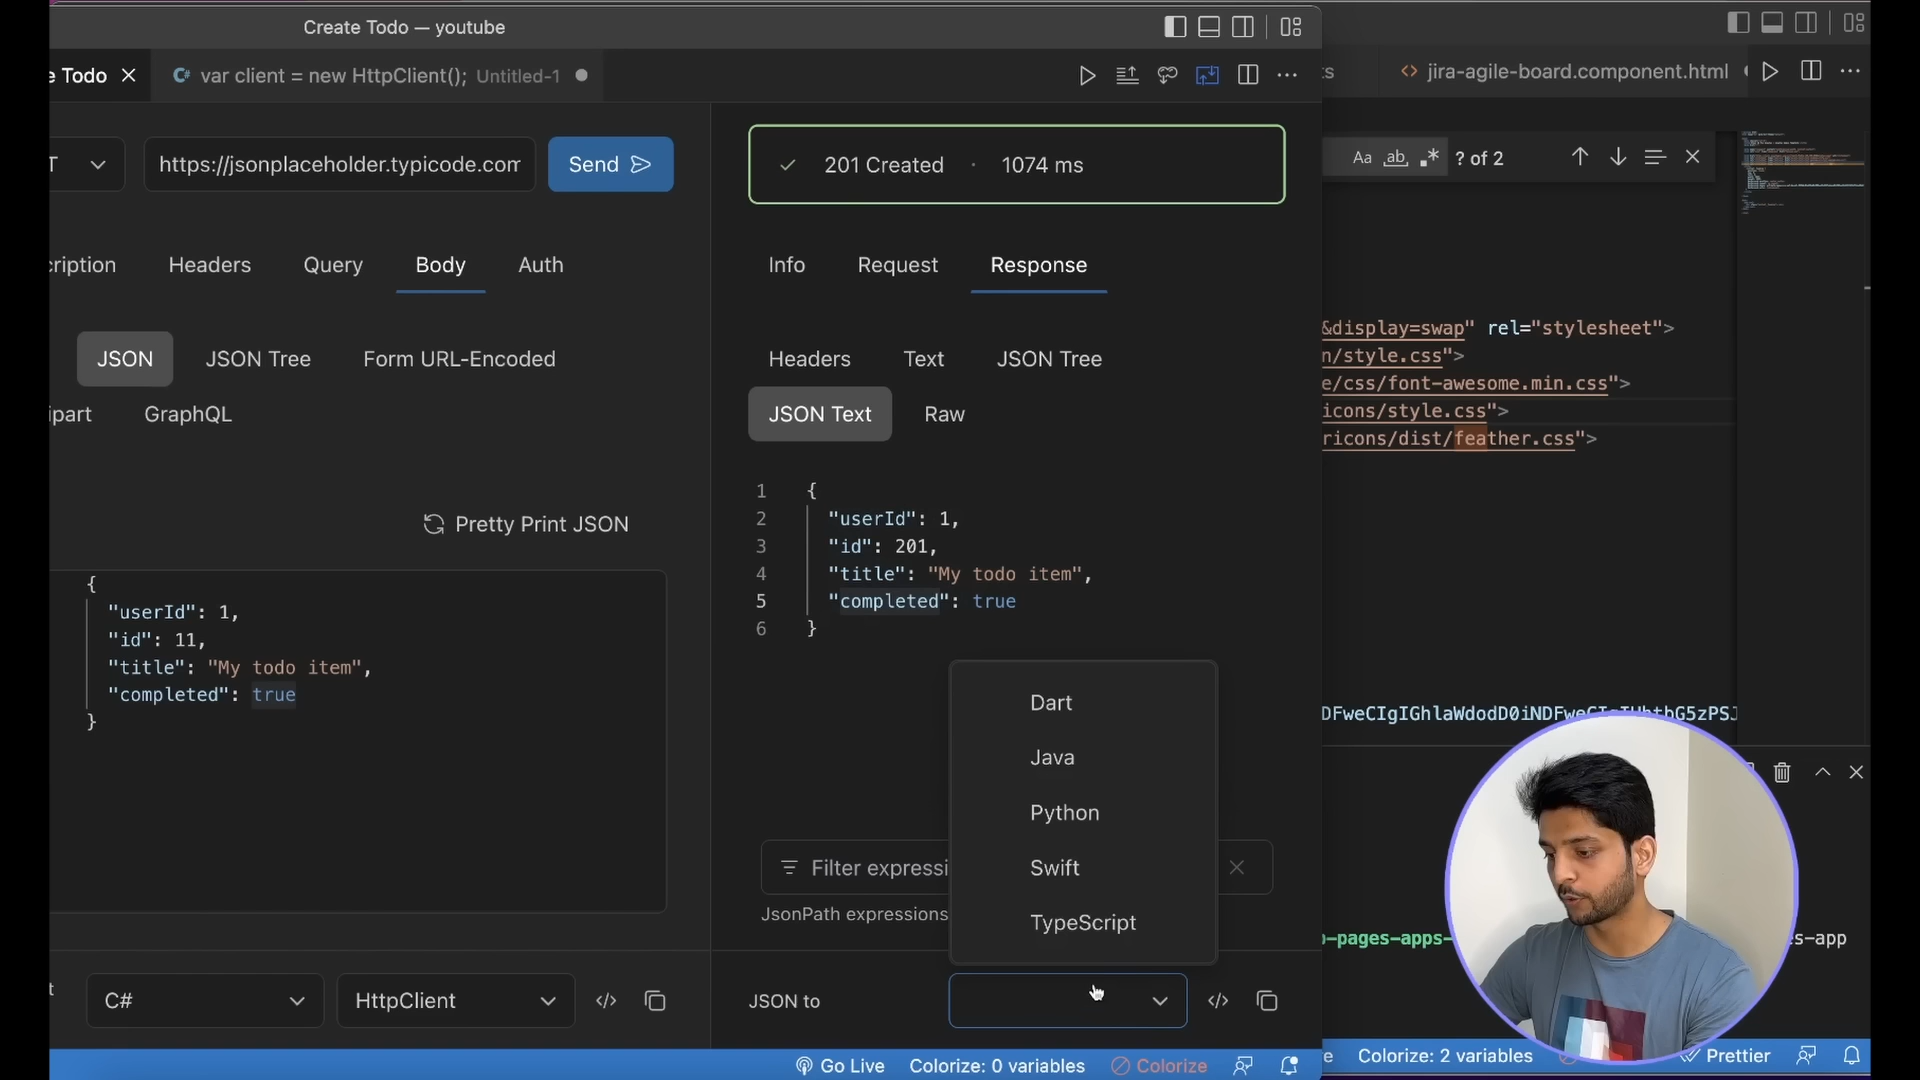 Create Todo — youtube
e Todo
C# var client = new HttpClient(); Untitled-1
ts
<> jira-agile-board.component.html
T
https://jsonplaceholder.typicode.com
Send
201 Created · 1074 ms
Aa ab .* ? of 2
cription Headers Query Body Auth
Info Request Response
JSON JSON Tree Form URL-Encoded
ipart GraphQL
Headers Text JSON Tree
JSON Text Raw
&display=swap" rel="stylesheet">
n/style.css">
e/css/font-awesome.min.css">
icons/style.css">
ricons/dist/feather.css">
Pretty Print JSON
{
"userId": 1,
"id": 11,
"title": "My todo item",
"completed": true
}
1 {
2 "userId": 1,
3 "id": 201,
4 "title": "My todo item",
5 "completed": true
6 }
Dart
Java
Python
Swift
TypeScript
Filter expressi
JsonPath expressions
o-pages-apps-
s-app
t
C#
HttpClient
</>
JSON to
</>
Go Live Colorize: 0 variables Colorize
e Colorize: 2 variables Prettier